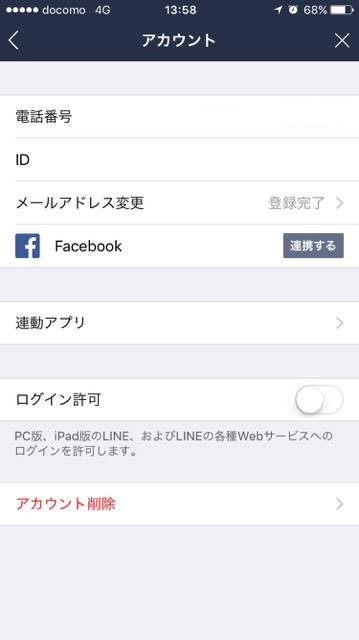 docomo 4G 13:58 68%
アカウント
電話番号
ID
メールアドレス変更 登録完了
Facebook 連携する
連動アプリ
ログイン許可
PC版、iPad版のLINE、およびLINEの各種Webサービスへの
ログインを許可します。
アカウント削除